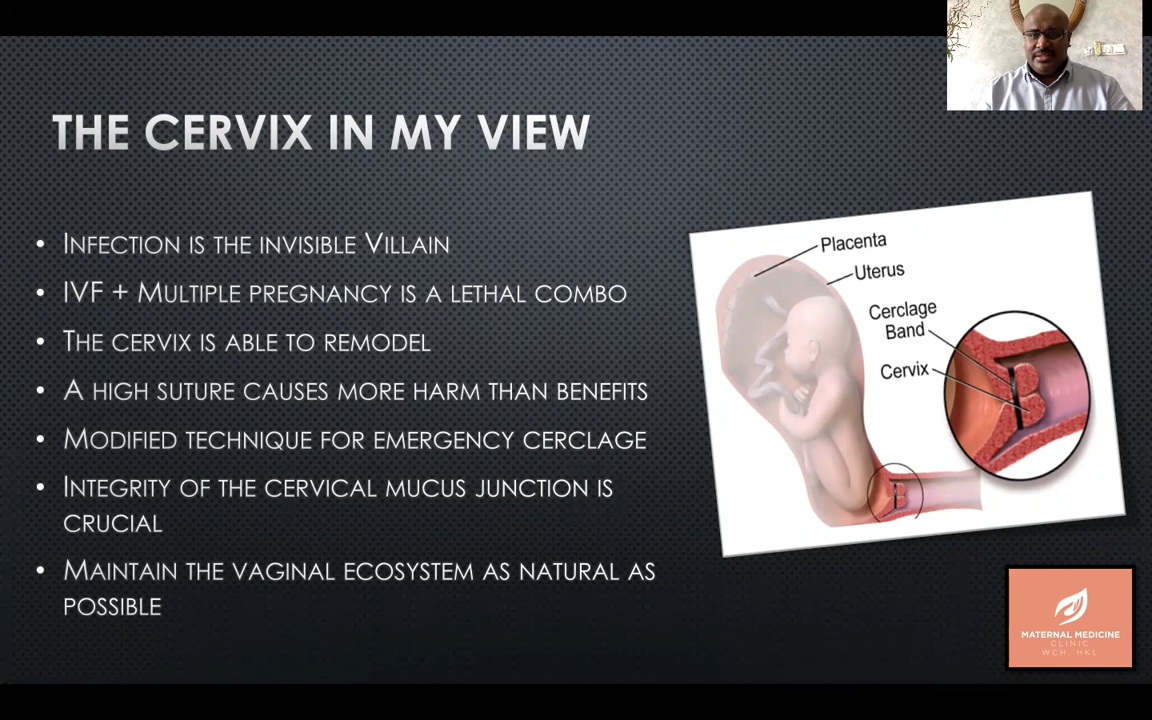 THE CERVIX IN MY VIEW
• INFECTION IS THE INVISIBLE VILLAIN
• IVF + MULTIPLE PREGNANCY IS A LETHAL COMBO
• THE CERVIX IS ABLE TO REMODEL
• A HIGH SUTURE CAUSES MORE HARM THAN BENEFITS
• MODIFIED TECHNIQUE FOR EMERGENCY CERCLAGE
• INTEGRITY OF THE CERVICAL MUCUS JUNCTION IS
CRUCIAL
• MAINTAIN THE VAGINAL ECOSYSTEM AS NATURAL AS
POSSIBLE
Placenta
Uterus
Cerclage
Band
Cervix
MATERNAL MEDICINE
CLINIC
WCH, HKL